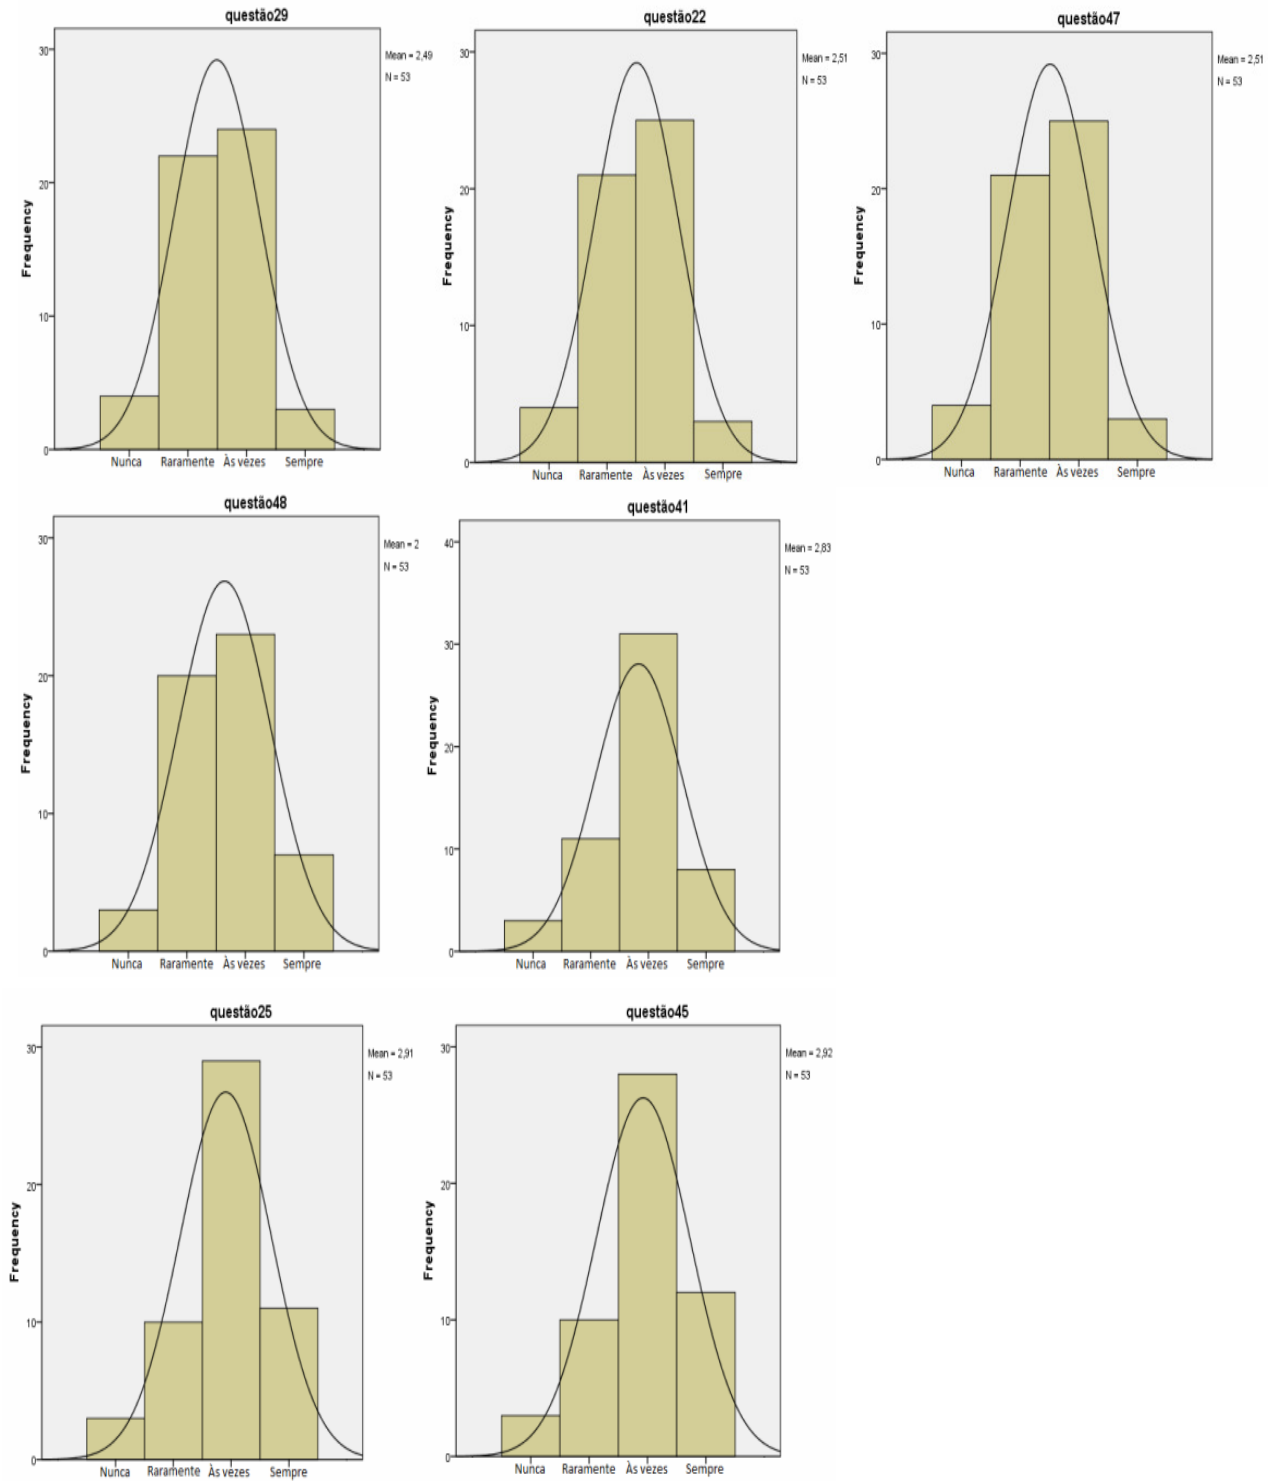 questão29
Mean = 2,49
N = 53
30
20
10
0
Frequency
Nunca Raramente Às vezes Sempre
questão22
Mean = 2,51
N = 53
30
20
10
0
Frequency
Nunca Raramente Às vezes Sempre
questão47
Mean = 2,51
N = 53
30
20
10
0
Frequency
Nunca Raramente Às vezes Sempre
questão48
Mean = 2
N = 53
30
20
10
0
Frequency
Nunca Raramente Às vezes Sempre
questão41
Mean = 2,83
N = 53
40
30
20
10
0
Frequency
Nunca Raramente Às vezes Sempre
questão25
Mean = 2,91
N = 53
30
20
10
0
Frequency
Nunca Raramente Às vezes Sempre
questão45
Mean = 2,92
N = 53
30
20
10
0
Frequency
Nunca Raramente Às vezes Sempre